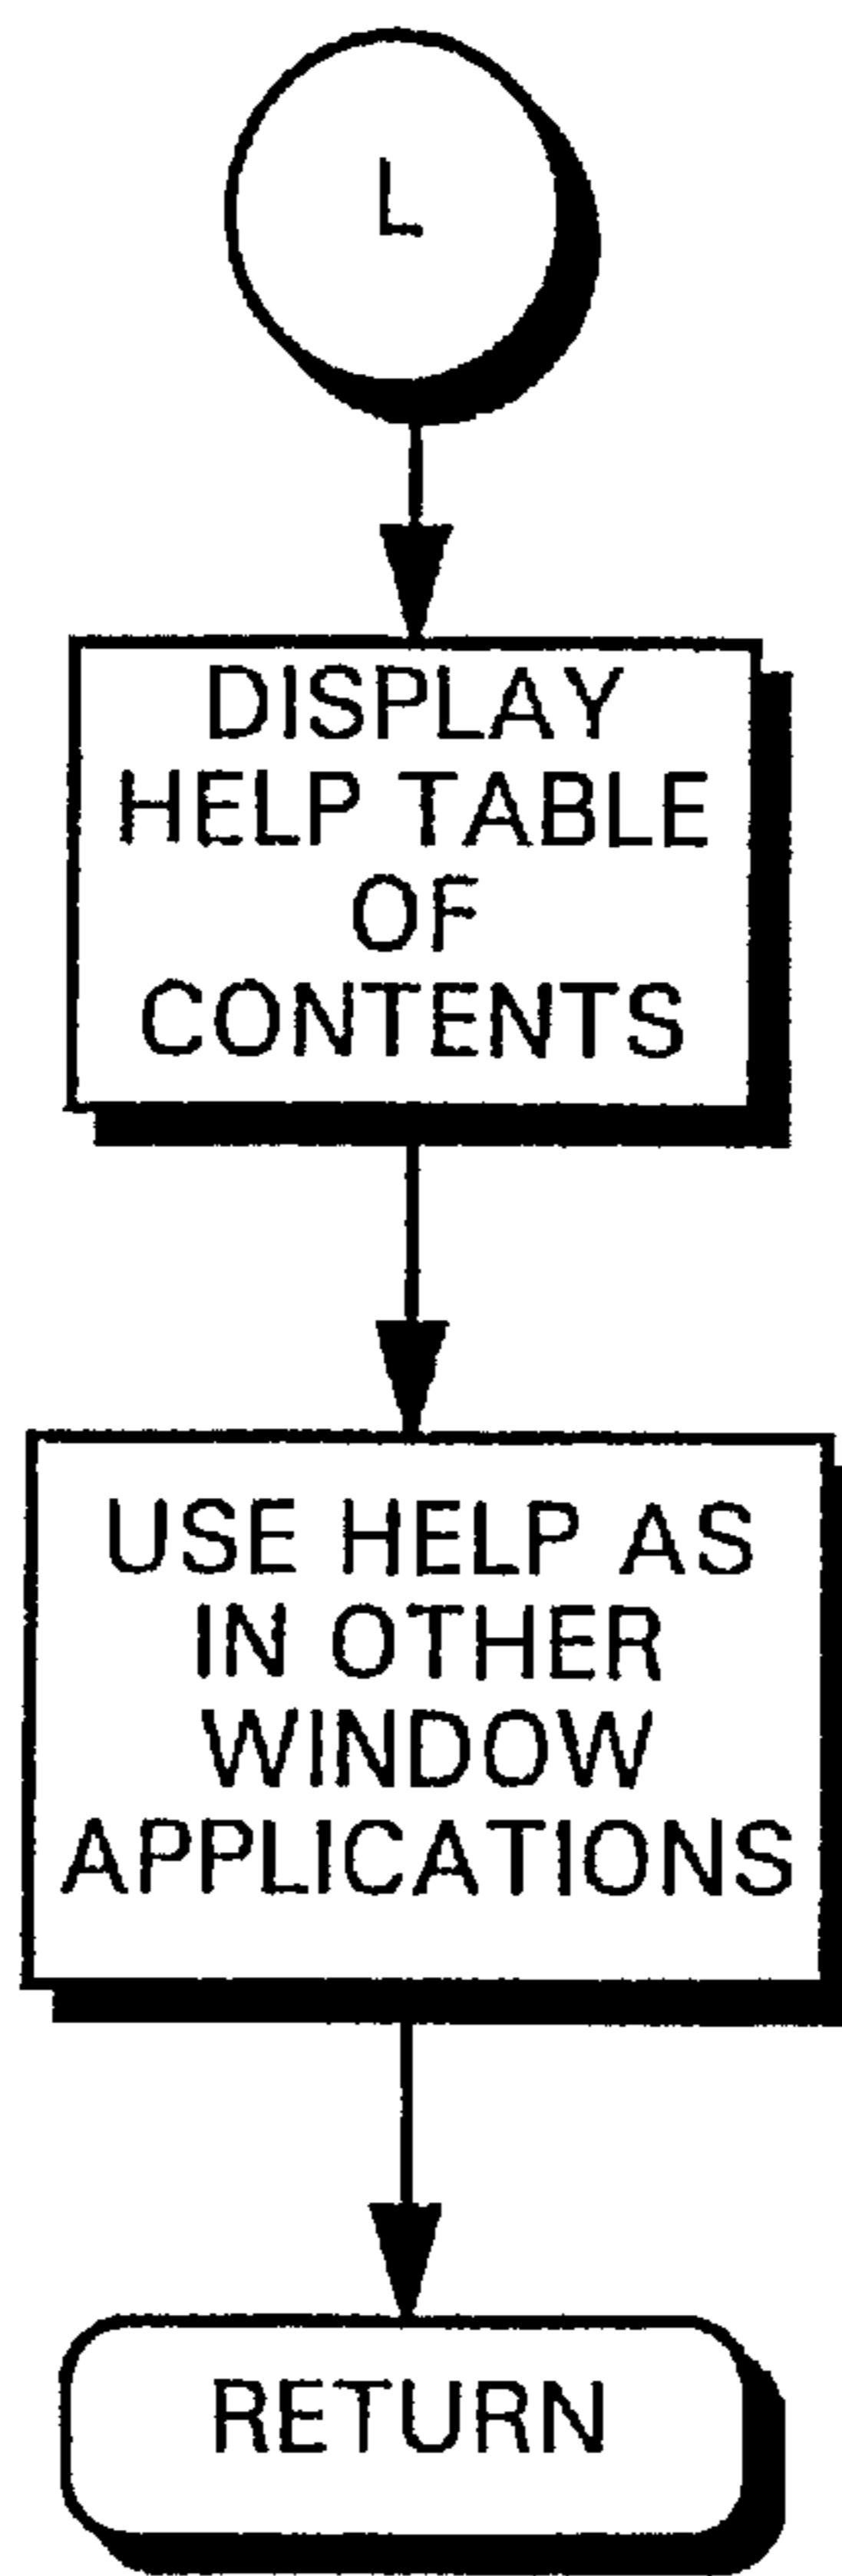 L
DISPLAY
HELP TABLE
OF
CONTENTS
USE HELP AS
IN OTHER
WINDOW
APPLICATIONS
RETURN